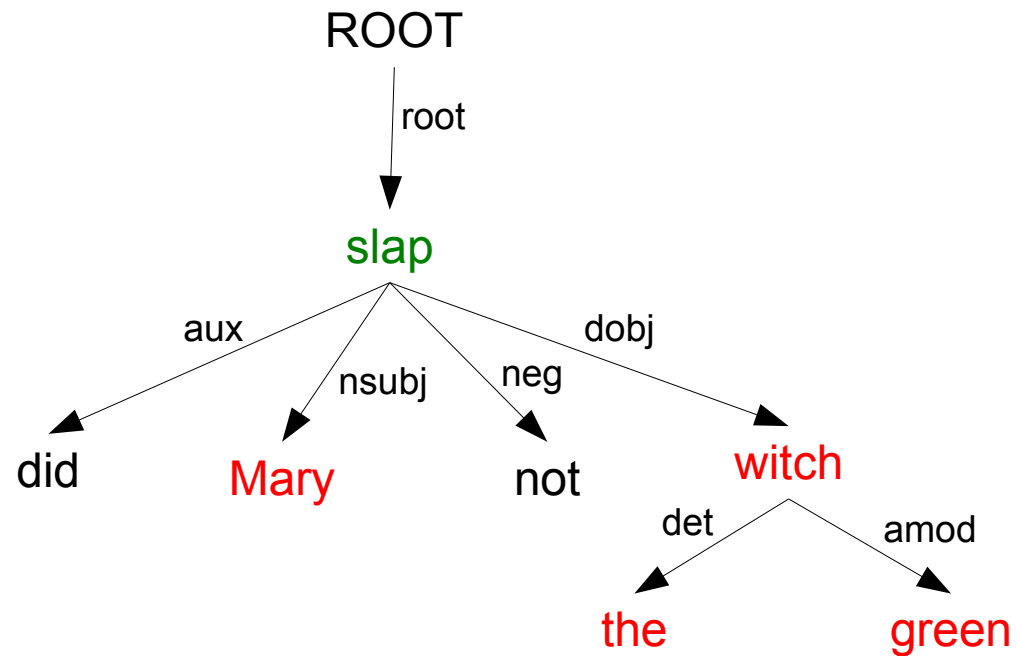 ROOT
root
slap
aux
nsubj
neg
dobj
did
Mary
not
witch
det
amod
the
green